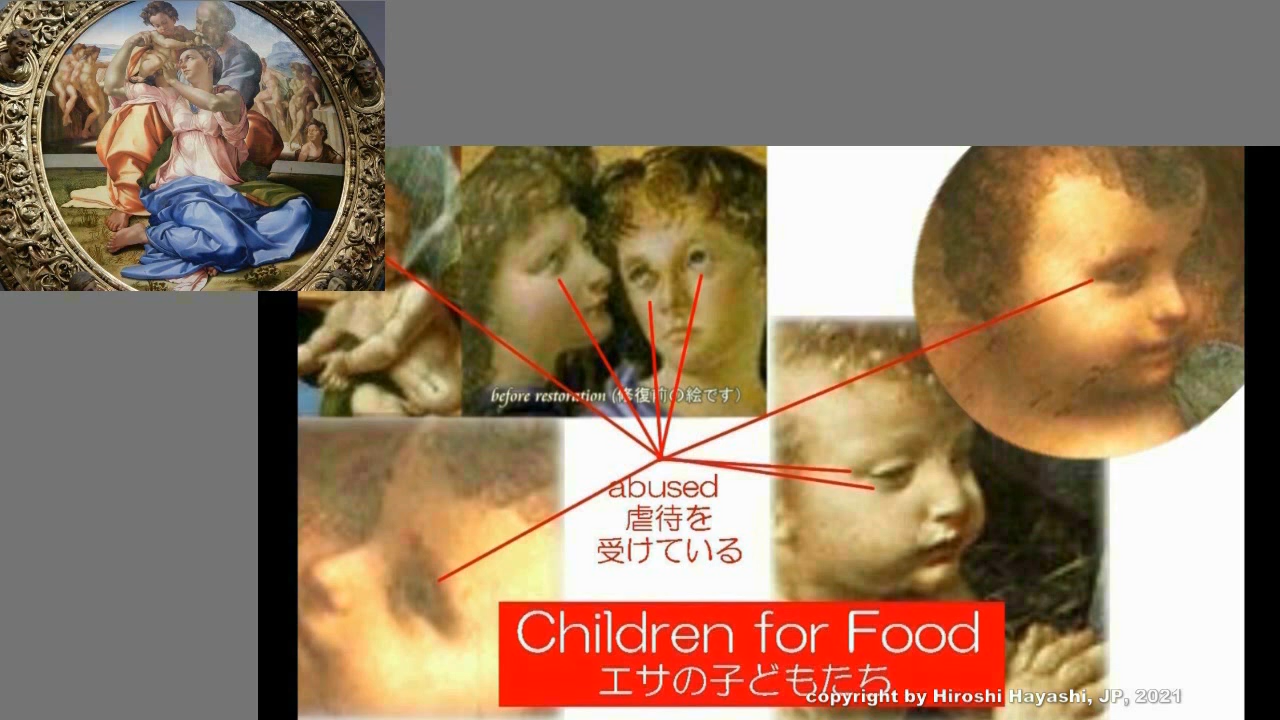 before restoration (修復前の絵です)
abused
虐待を
受けている
Children for Food
エサの子どもたち
copyright by Hiroshi Hayashi, JP, 2021